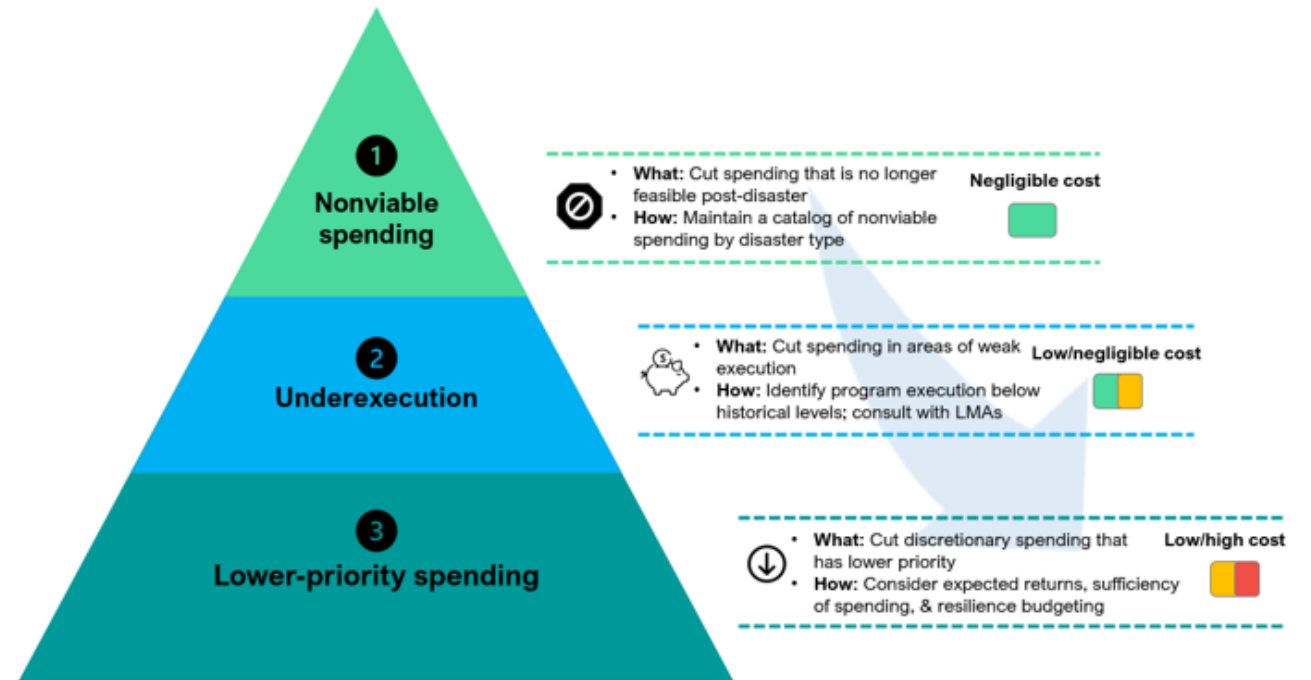 1
Nonviable
spending
• What: Cut spending that is no longer
feasible post-disaster
• How: Maintain a catalog of nonviable
spending by disaster type
Negligible cost
2
Underexecution
$
• What: Cut spending in areas of weak
execution
• How: Identify program execution below
historical levels; consult with LMAs
Low/negligible cost
3
Lower-priority spending
• What: Cut discretionary spending that
has lower priority
• How: Consider expected returns, sufficiency
of spending, & resilience budgeting
Low/high cost